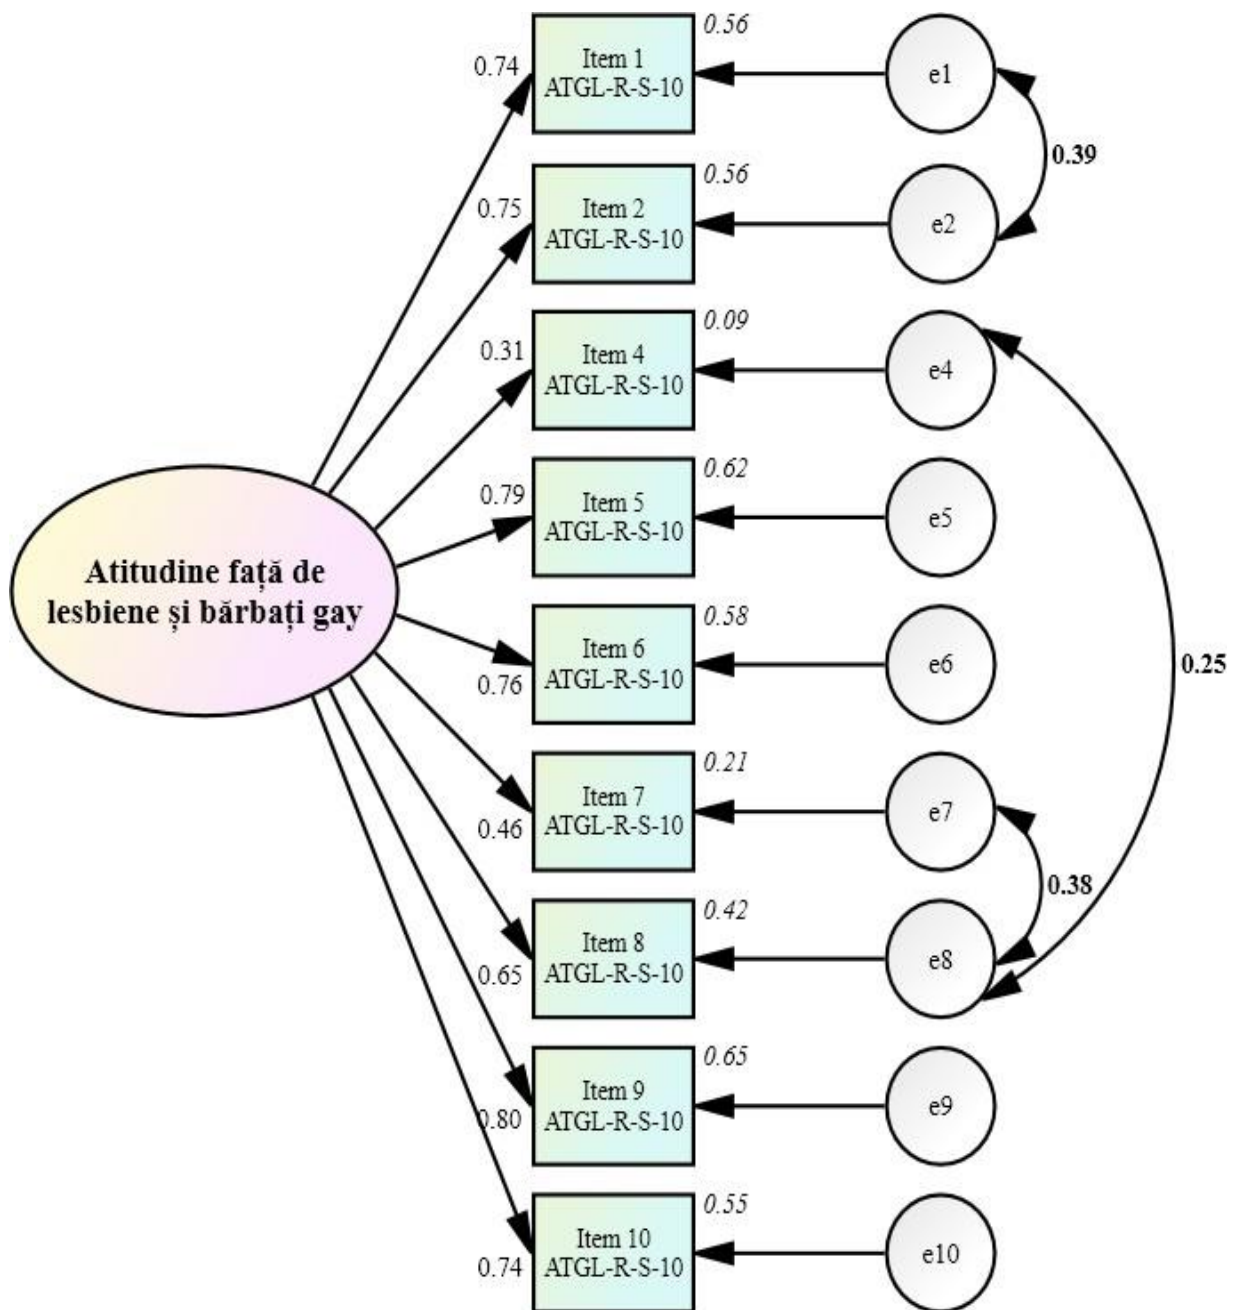 0.56
0.74
Item 1
ATGL-R-S-10
e1
0.39
0.56
0.75
Item 2
ATGL-R-S-10
e2
0.09
0.31
Item 4
ATGL-R-S-10
e4
0.62
0.79
Item 5
ATGL-R-S-10
e5
Atitudine față de
lesbiene și bărbați gay
0.58
0.76
Item 6
ATGL-R-S-10
e6
0.25
0.21
0.46
Item 7
ATGL-R-S-10
e7
0.38
0.42
0.65
Item 8
ATGL-R-S-10
e8
0.65
0.80
Item 9
ATGL-R-S-10
e9
0.55
0.74
Item 10
ATGL-R-S-10
e10